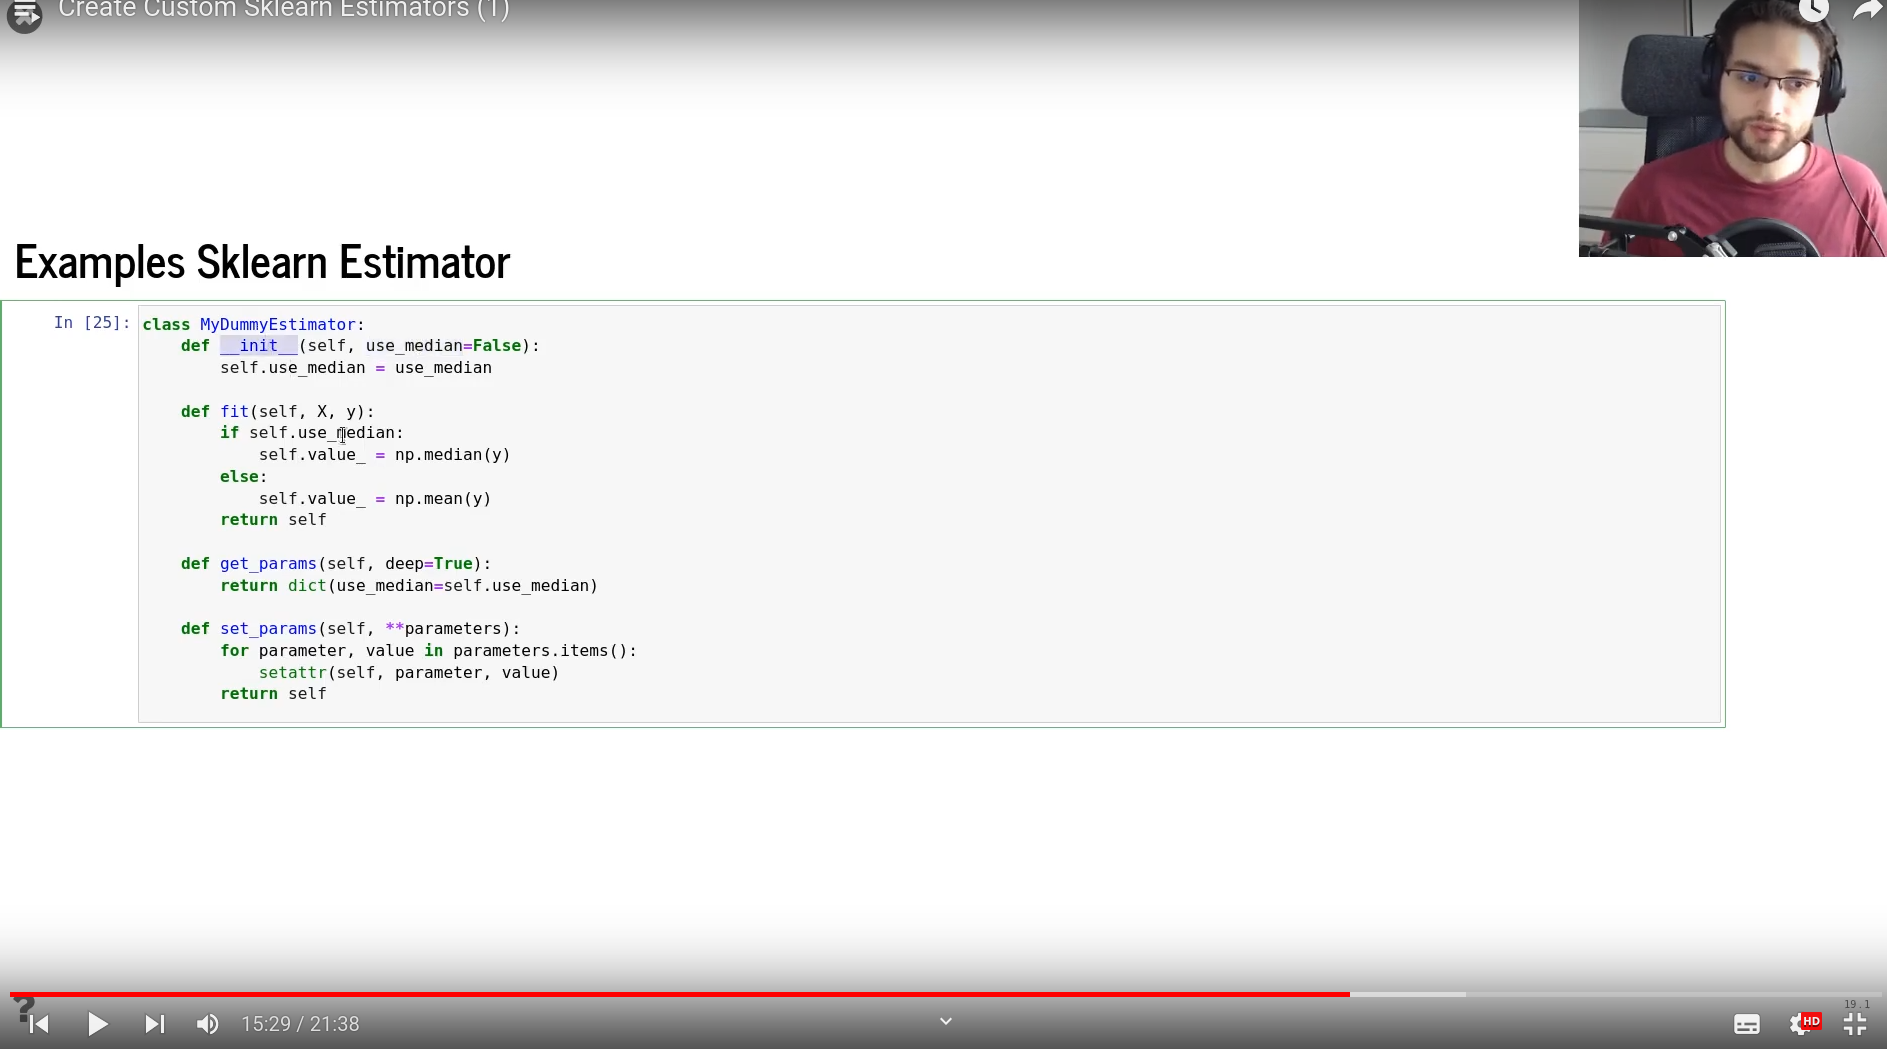 Create Custom Sklearn Estimators (1)
Examples Sklearn Estimator
In [25]:
class MyDummyEstimator:
    def __init__(self, use_median=False):
        self.use_median = use_median

    def fit(self, X, y):
        if self.use_median:
            self.value_ = np.median(y)
        else:
            self.value_ = np.mean(y)
        return self

    def get_params(self, deep=True):
        return dict(use_median=self.use_median)

    def set_params(self, **parameters):
        for parameter, value in parameters.items():
            setattr(self, parameter, value)
        return self
?
19.1
15:29 / 21:38
HD